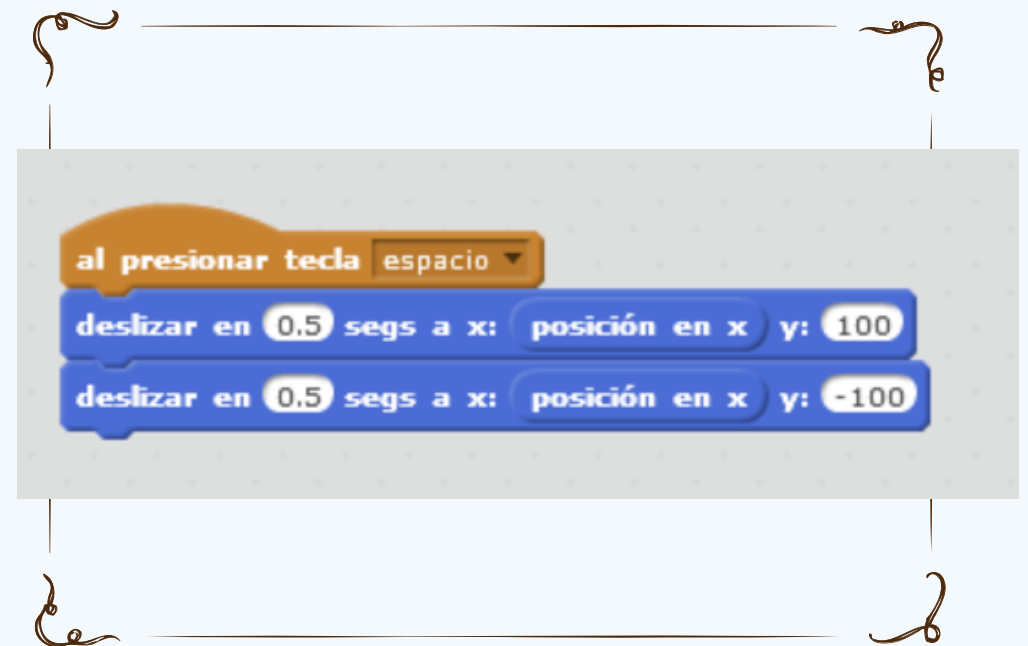 al presionar tecla espacio
deslizar en 0.5 segs a x: posición en x y: 100
deslizar en 0.5 segs a x: posición en x y: -100